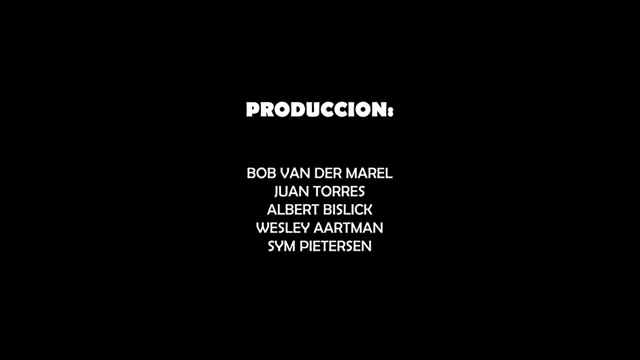 PRODUCCION:
BOB VAN DER MAREL
JUAN TORRES
ALBERT BISLICK
WESLEY AARTMAN
SYM PIETERSEN